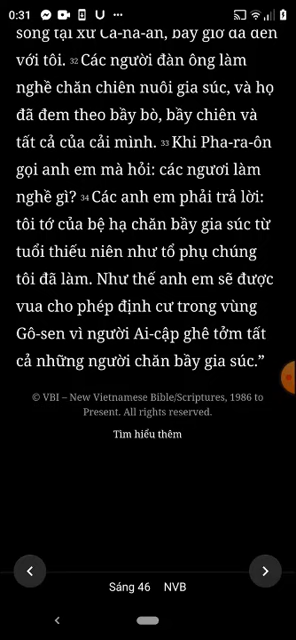 0:31
sống tại xứ Ca-na-an, bây giờ đã đến
với tôi. 32 Các người đàn ông làm
nghề chăn chiên nuôi gia súc, và họ
đã đem theo bầy bò, bầy chiên và
tất cả của cải mình. 33 Khi Pha-ra-ôn
gọi anh em mà hỏi: các ngươi làm
nghề gì? 34 Các anh em phải trả lời:
tôi tớ của bệ hạ chăn bầy gia súc từ
tuổi thiếu niên như tổ phụ chúng
tôi đã làm. Như thế anh em sẽ được
vua cho phép định cư trong vùng
Gô-sen vì người Ai-cập ghê tởm tất
cả những người chăn bầy gia súc.”
© VBI – New Vietnamese Bible/Scriptures, 1986 to
Present. All rights reserved.
Tìm hiểu thêm
Sáng 46 NVB